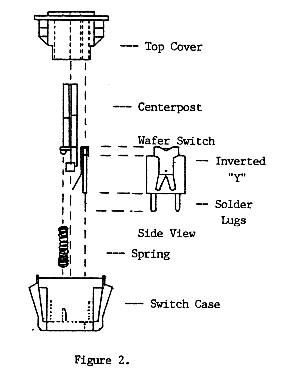 Top Cover
Centerpost
Wafer Switch
Inverted
"Y"
Solder
Lugs
Side View
Spring
Switch Case
Figure 2.